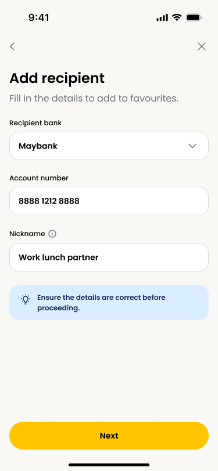 9:41
Add recipient
Fill in the details to add to favourites.
Recipient bank
Maybank
Account number
8888 1212 8888
Nickname
Work lunch partner
Ensure the details are correct before
proceeding.
Next